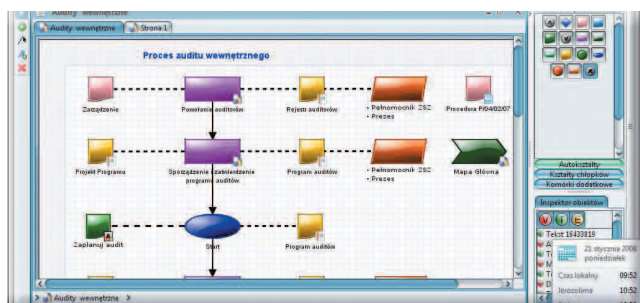 Audity wewnętrzne
Audity wewnętrzne
Strona 1
Proces auditu wewnętrznego
Zarządzenie
Powołanie auditorów
Rejestr auditorów
• Pełnomocnik ZSZ
• Prezes
Procedura P/04/02/07
Projekt Programu
Sporządzenie i zatwierdzenie
programu auditów
Program auditów
• Pełnomocnik ZSZ
• Prezes
Mapa Główna
Zaplanuj audit
Start
Program auditów
Audity wewnętrzne
Autokształty
Kształty chłopków
Komórki dodatkowe
Inspektor obiektów
V I E
Tekst 16433819
21 stycznia 2008
poniedziałek
Czas lokalny 09:52
Jerozolima 10:52